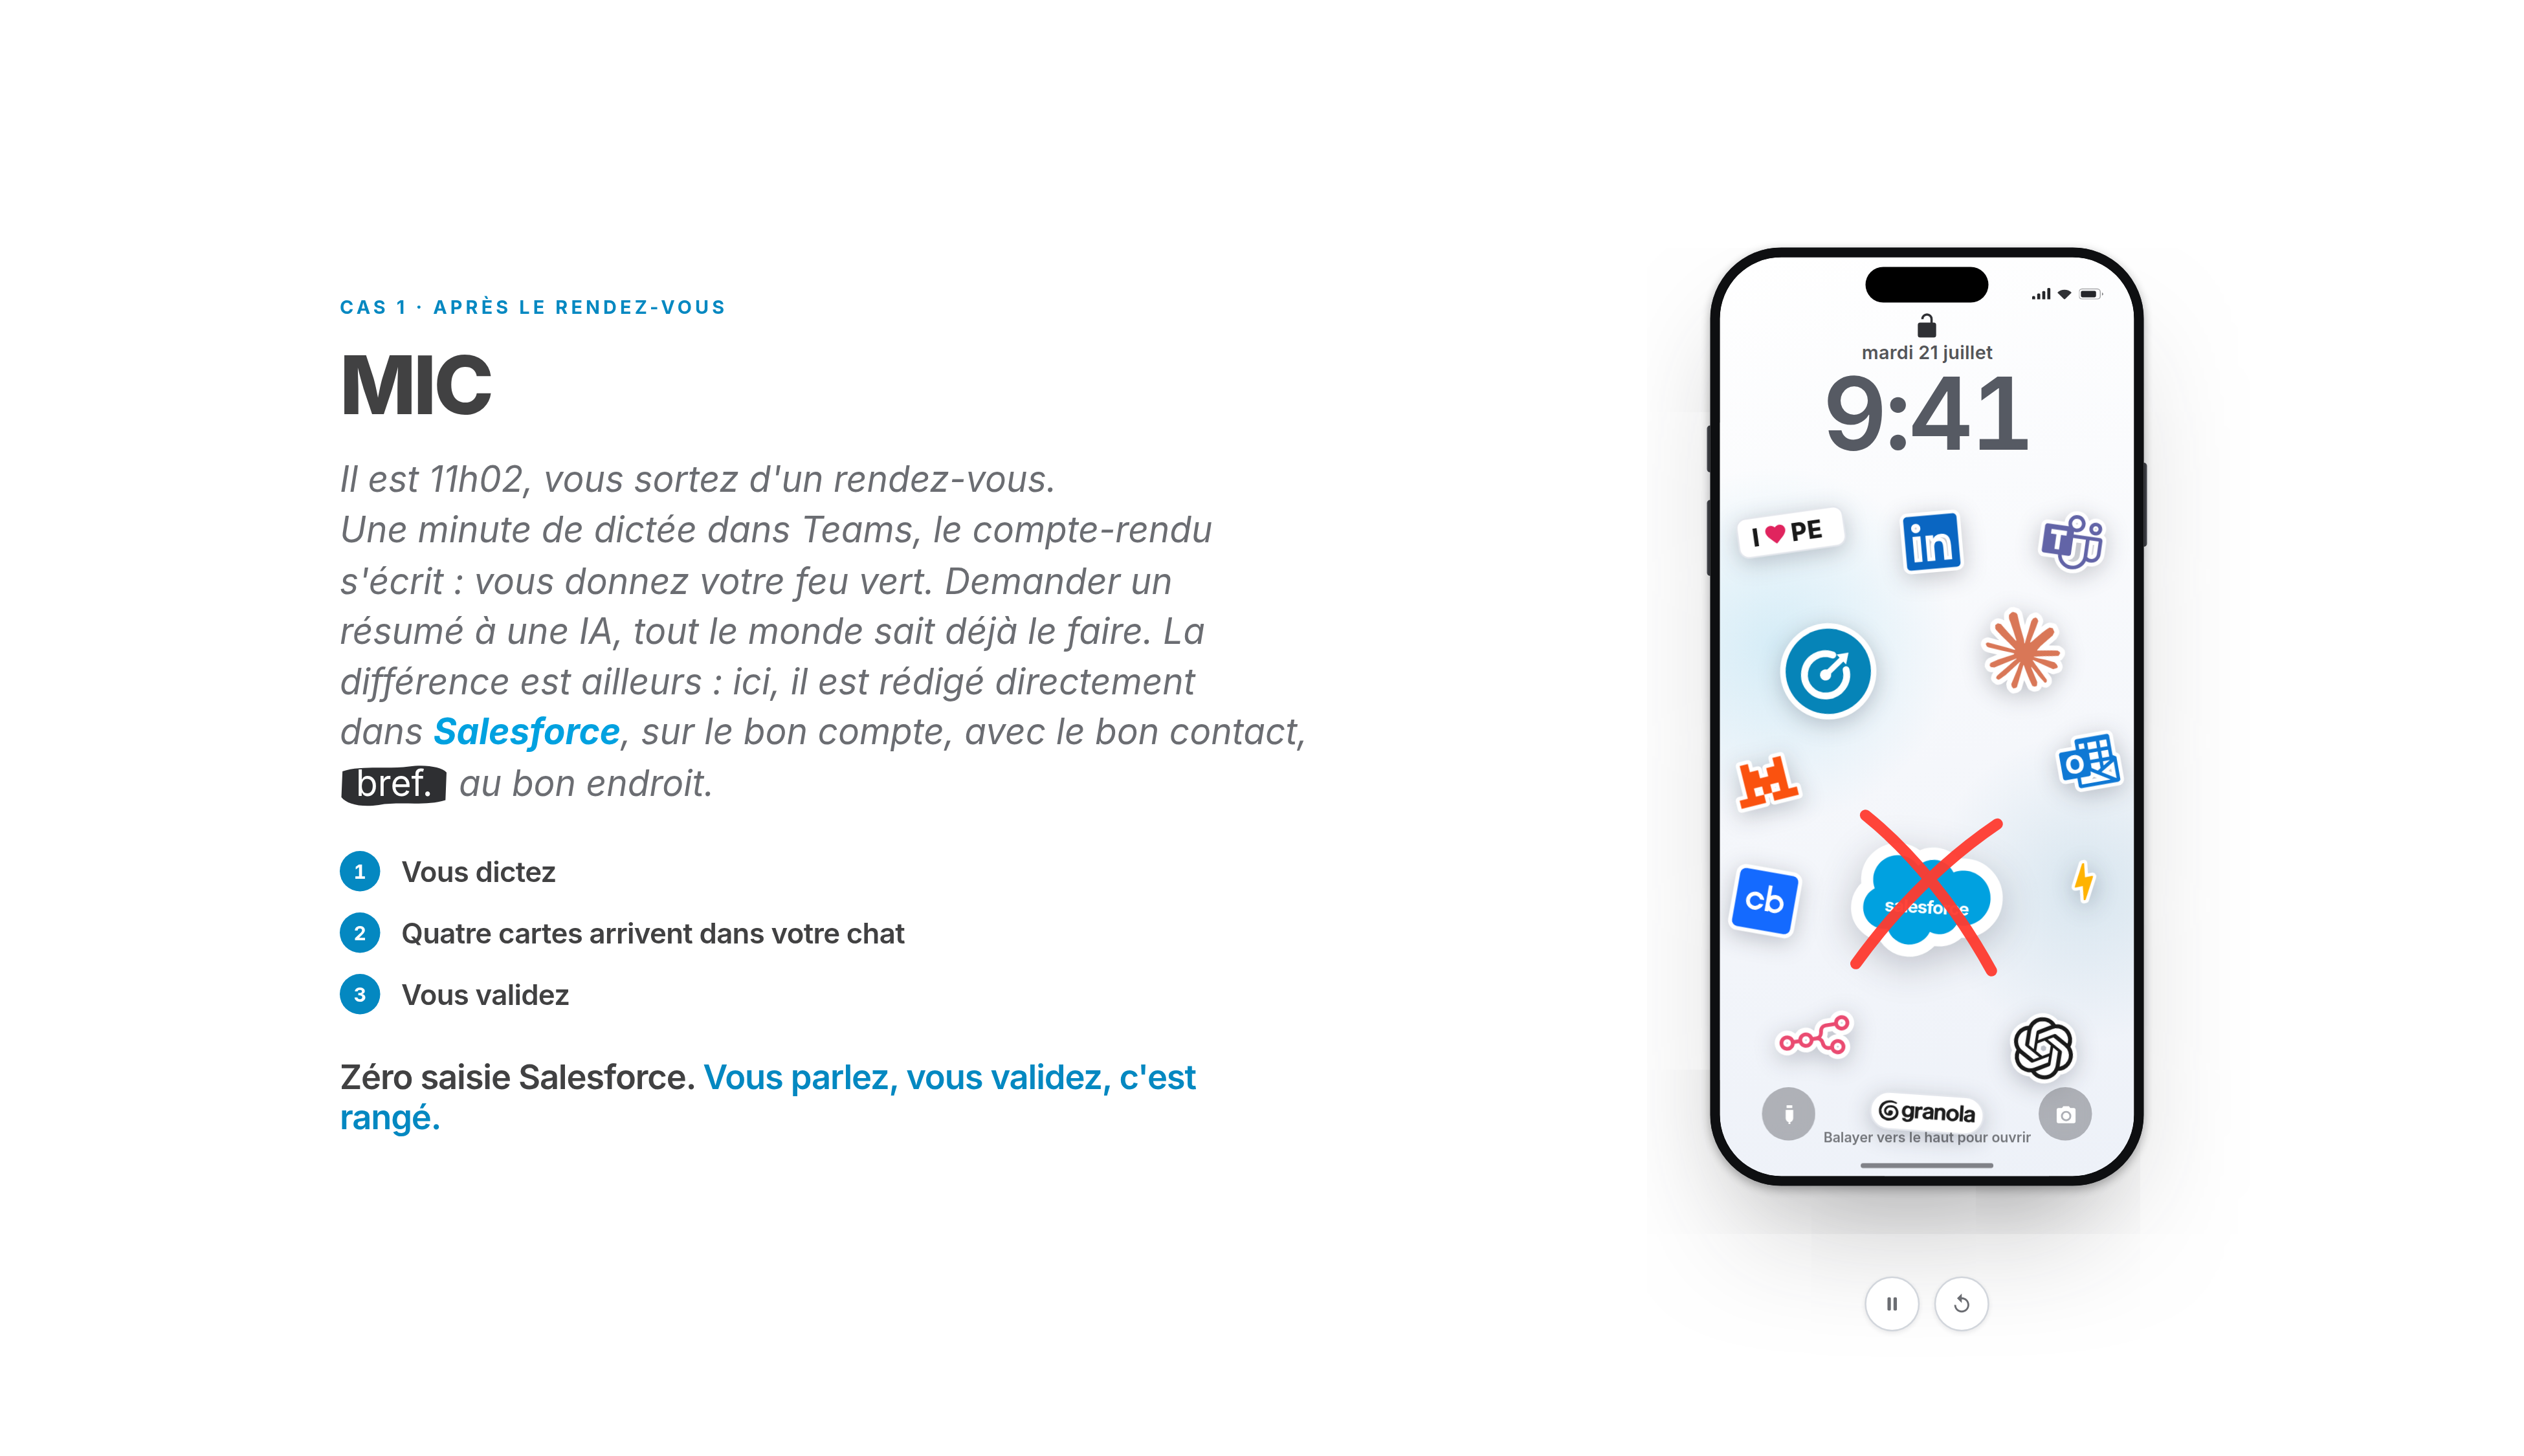 CAS 1 · APRÈS LE RENDEZ-VOUS
MIC
Il est 11h02, vous sortez d'un rendez-vous.
Une minute de dictée dans Teams, le compte-rendu
s'écrit : vous donnez votre feu vert. Demander un
résumé à une IA, tout le monde sait déjà le faire. La
différence est ailleurs : ici, il est rédigé directement
dans Salesforce, sur le bon compte, avec le bon contact,
bref. au bon endroit.
1 Vous dictez
2 Quatre cartes arrivent dans votre chat
3 Vous validez
Zéro saisie Salesforce. Vous parlez, vous validez, c'est
rangé.
mardi 21 juillet
9:41
I ❤ PE
in
T
O
cb
salesforce
granola
Balayer vers le haut pour ouvrir